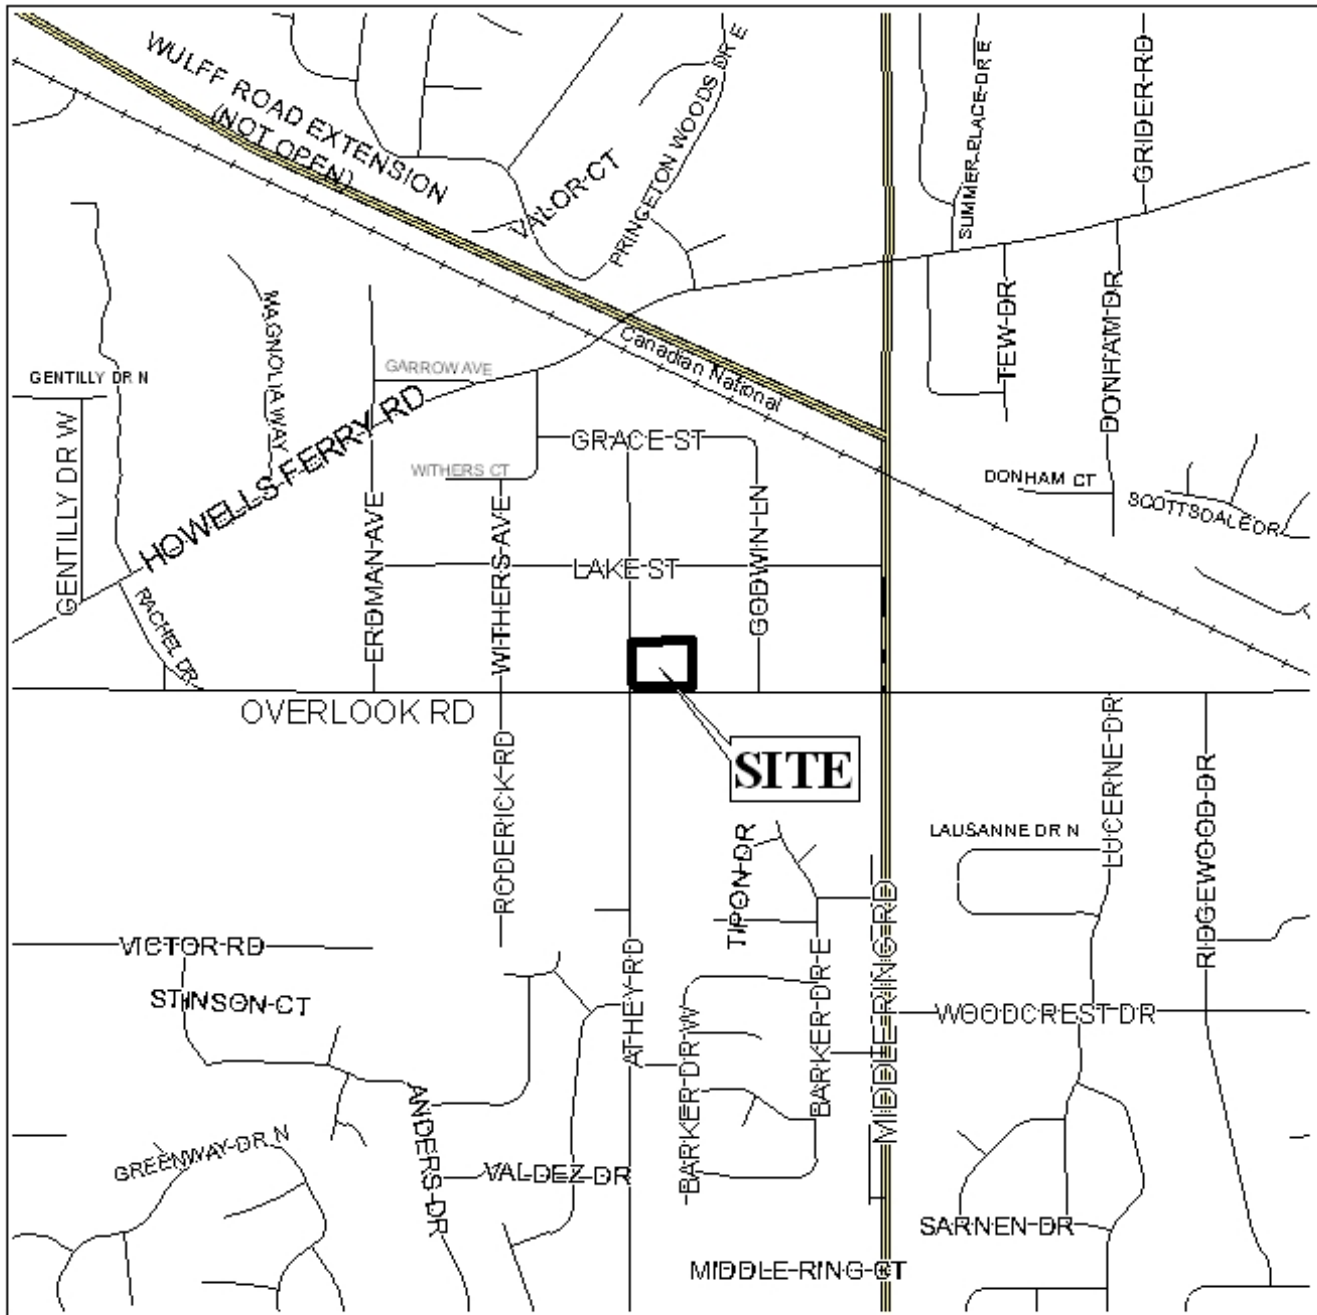 WULFF ROAD EXTENSION
(NOT OPEN)
VALOR CT
PRINGETON WOODS DR E
SUMMER PLACE DR E
GRIDER RD
MAGNOLIA WAY
GARROW AVE
Canadian National
TEW DR
DONHAM DR
GENTILLY DR N
GENTILLY DR W
HOWELLS FERRY RD
GRACE ST
WITHERS CT
DONHAM CT
SCOTTSDALE DR
ERDMAN AVE
WITHERS AVE
LAKE ST
GODWIN LN
RACHEL DR
OVERLOOK RD
SITE
RODERICK RD
TIPON DR
LAUSANNE DR N
LUCERNE DR
RIDGEWOOD DR
VICTOR RD
STINSON CT
ATHEY RD
BARKER DR W
BARKER DR E
MIDDLE RING RD
WOODCREST DR
ANDERS DR
GREENWAY DR N
VALDEZ DR
SARNEN DR
MIDDLE RING CT